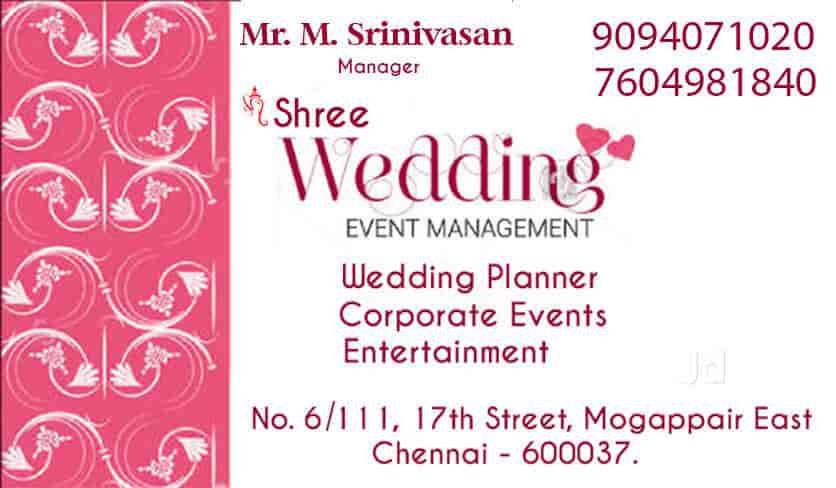 Mr. M. Srinivasan
Manager
9094071020
7604981840
Shree
Wedding
EVENT MANAGEMENT
Wedding Planner
Corporate Events
Entertainment
Jd
No. 6/111, 17th Street, Mogappair East
Chennai - 600037.